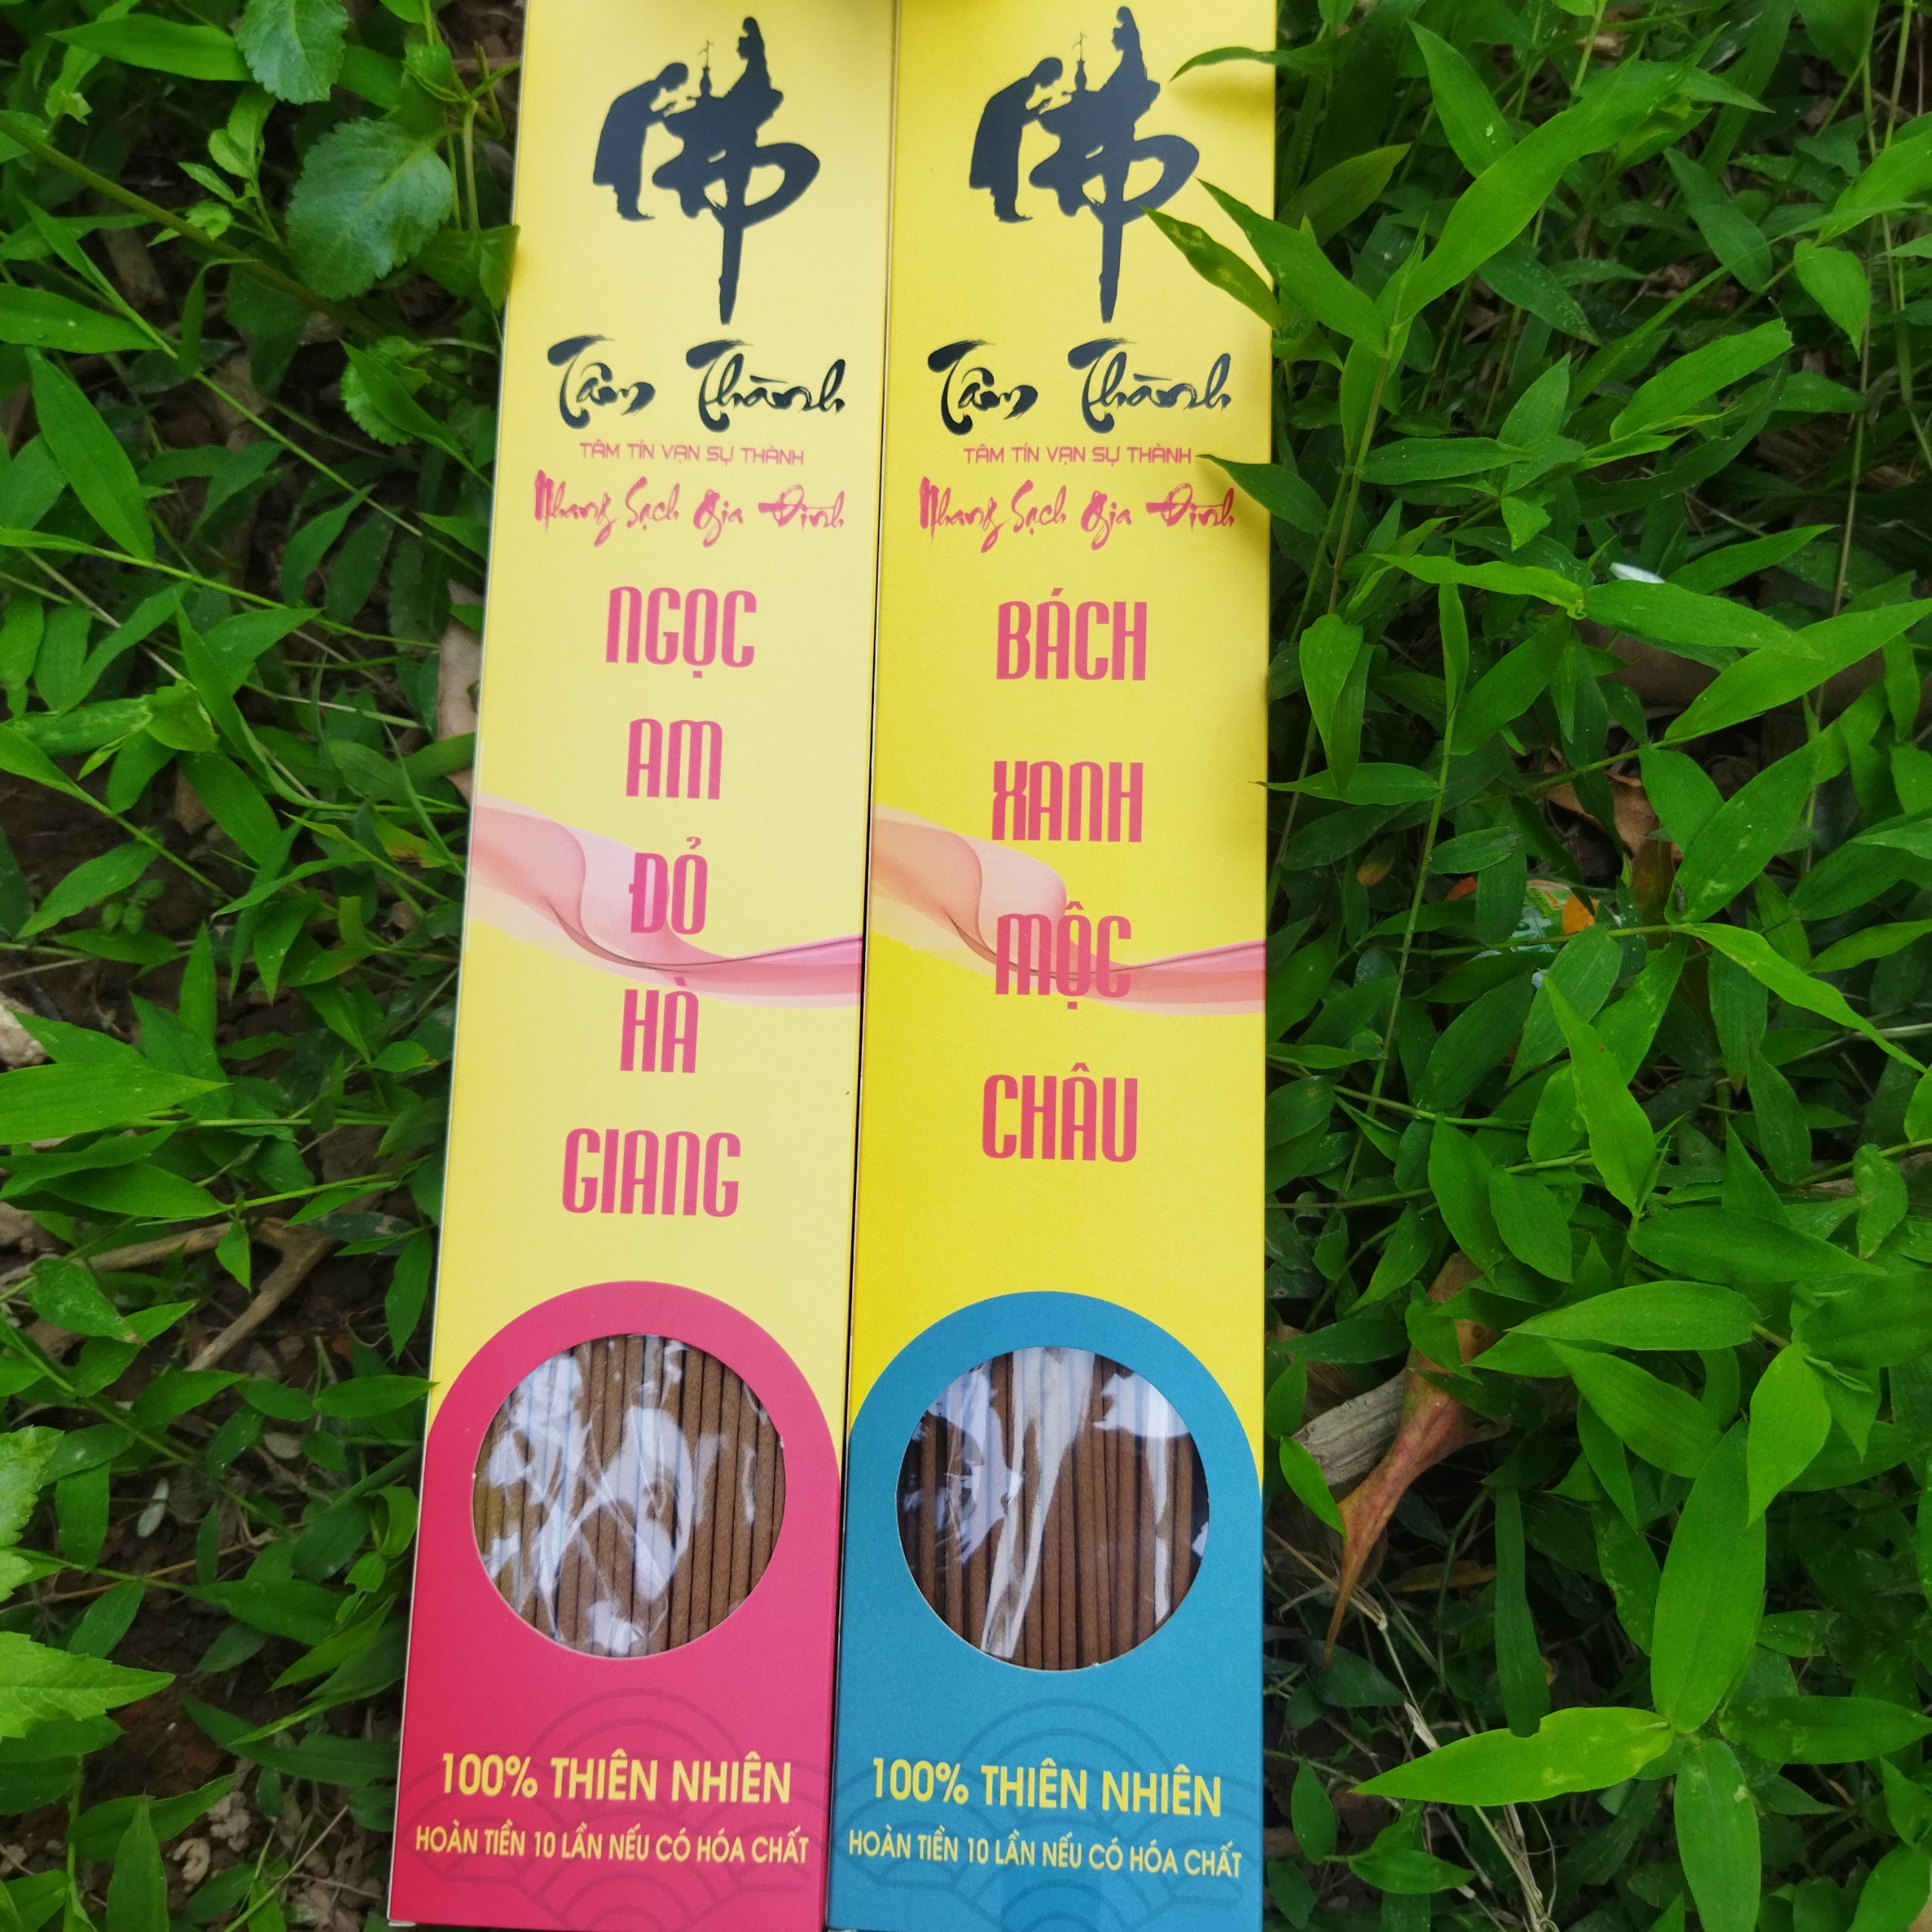 佛
Tâm Thành
TÂM TÍN VẠN SỰ THÀNH
Nhang Sạch Gia Đình
NGỌC
AM
ĐỎ
HÀ
GIANG
100% THIÊN NHIÊN
HOÀN TIỀN 10 LẦN NẾU CÓ HÓA CHẤT
佛
Tâm Thành
TÂM TÍN VẠN SỰ THÀNH
Nhang Sạch Gia Đình
BÁCH
XANH
MỘC
CHÂU
100% THIÊN NHIÊN
HOÀN TIỀN 10 LẦN NẾU CÓ HÓA CHẤT